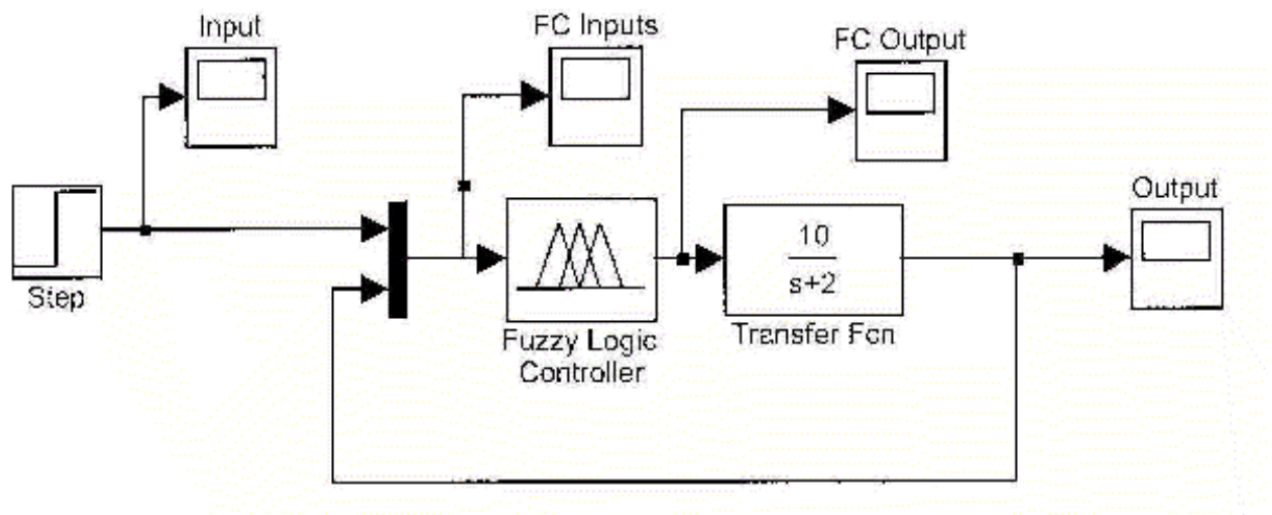 Input
FC Inputs
FC Output
Output
Step
Fuzzy Logic
Controller
10
s+2
Transfer Fcn